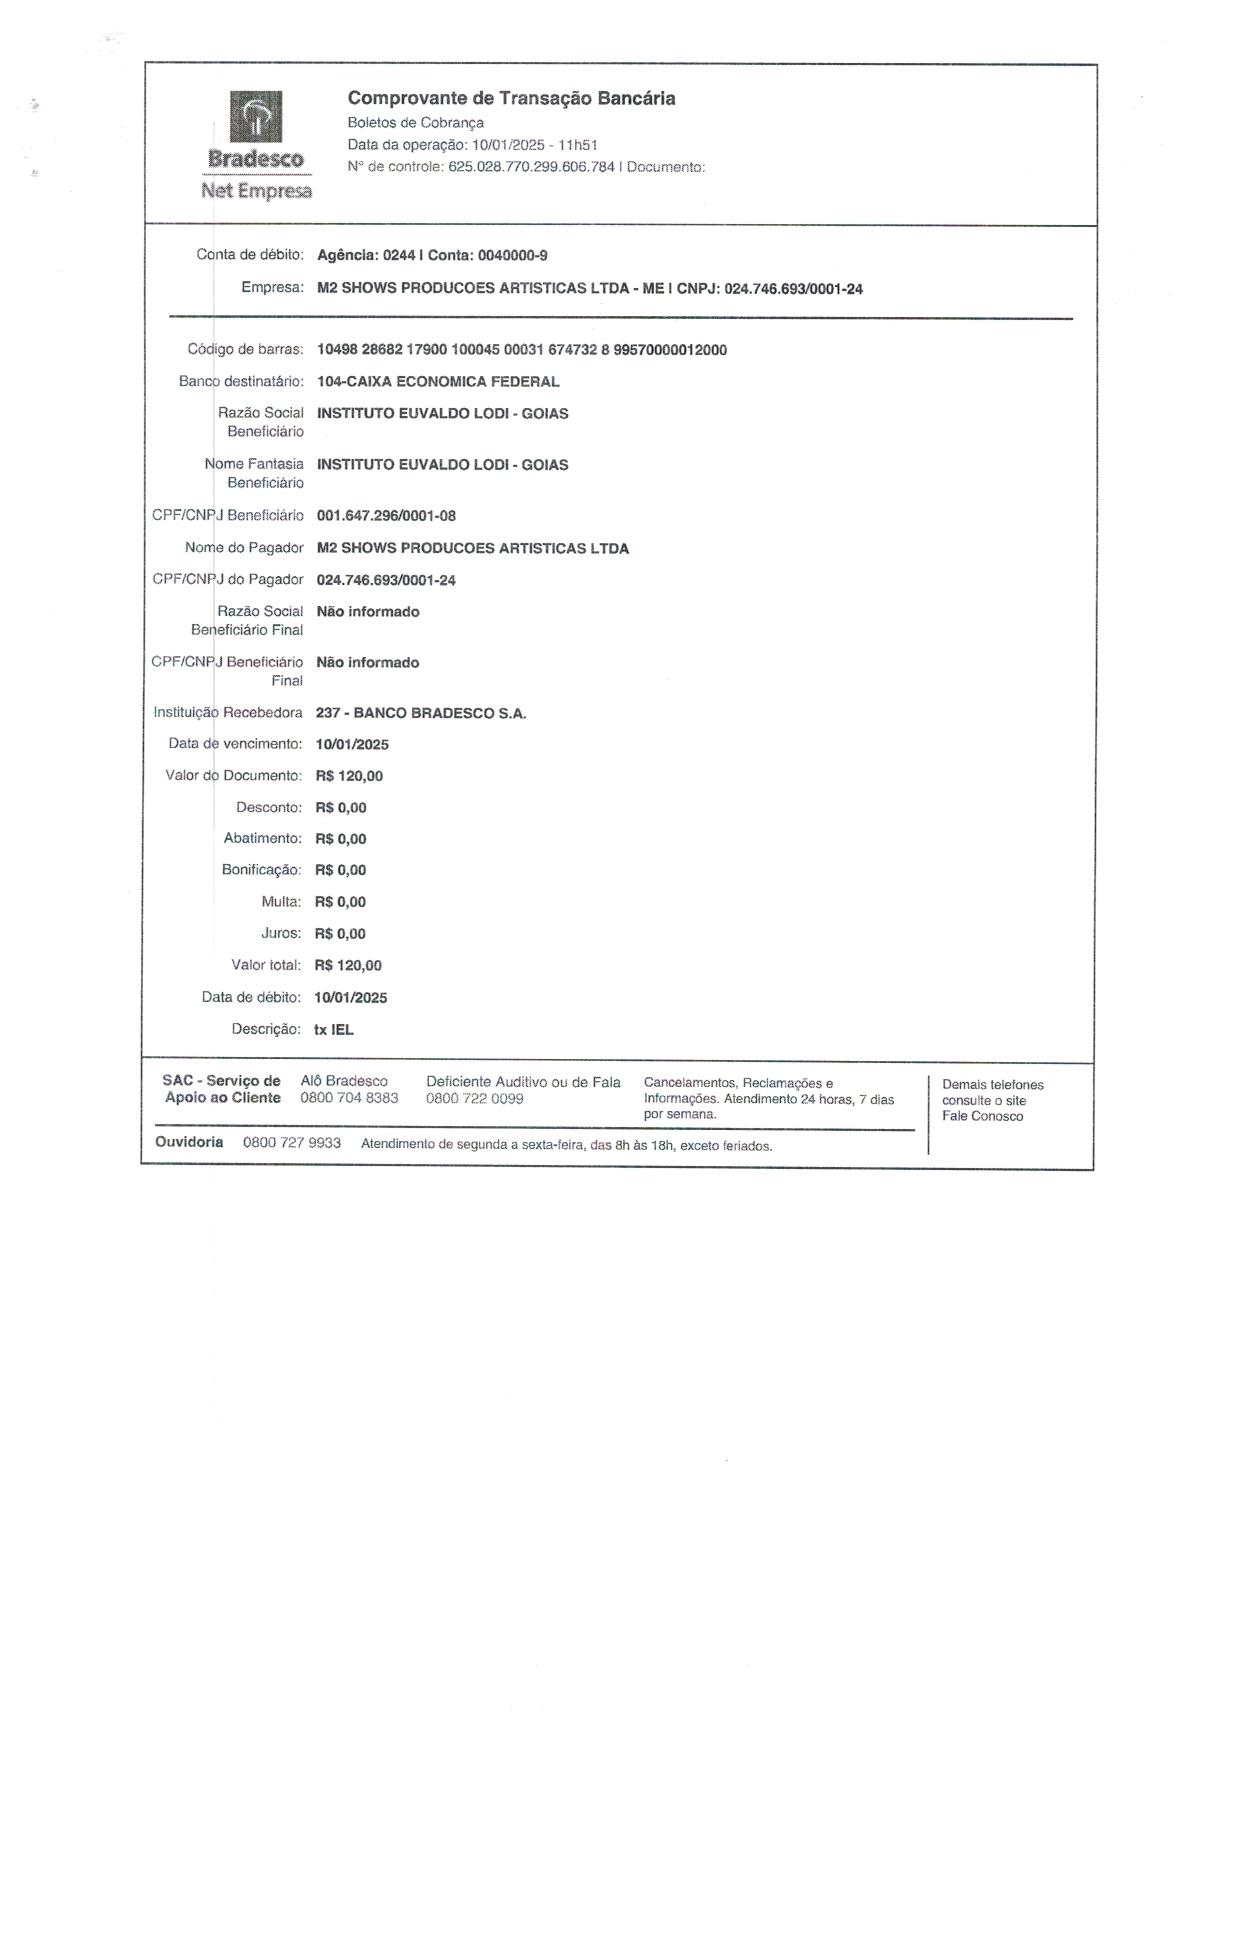 Bradesco
Net Empresa
Comprovante de Transação Bancária
Boletos de Cobrança
Data da operação: 10/01/2025 - 11h51
N° de controle: 625.028.770.299.606.784 | Documento:
Conta de débito: Agência: 0244 | Conta: 0040000-9
Empresa: M2 SHOWS PRODUCOES ARTISTICAS LTDA - ME | CNPJ: 024.746.693/0001-24
Código de barras: 10498 28682 17900 100045 00031 674732 8 99570000012000
Banco destinatário: 104-CAIXA ECONOMICA FEDERAL
Razão Social INSTITUTO EUVALDO LODI - GOIAS
Beneficiário
Nome Fantasia INSTITUTO EUVALDO LODI - GOIAS
Beneficiário
CPF/CNPJ Beneficiário 001.647.296/0001-08
Nome do Pagador M2 SHOWS PRODUCOES ARTISTICAS LTDA
CPF/CNPJ do Pagador 024.746.693/0001-24
Razão Social Não informado
Beneficiário Final
CPF/CNPJ Beneficiário Não informado
Final
Instituição Recebedora 237 - BANCO BRADESCO S.A.
Data de vencimento: 10/01/2025
Valor do Documento: R$ 120,00
Desconto: R$ 0,00
Abatimento: R$ 0,00
Bonificação: R$ 0,00
Multa: R$ 0,00
Juros: R$ 0,00
Valor total: R$ 120,00
Data de débito: 10/01/2025
Descrição: tx IEL
SAC - Serviço de
Apoio ao Cliente
Alô Bradesco
0800 704 8383
Deficiente Auditivo ou de Fala
0800 722 0099
Cancelamentos, Reclamações e
Informações. Atendimento 24 horas, 7 dias
por semana.
Demais telefones
consulte o site
Fale Conosco
Ouvidoria 0800 727 9933 Atendimento de segunda a sexta-feira, das 8h às 18h, exceto feriados.